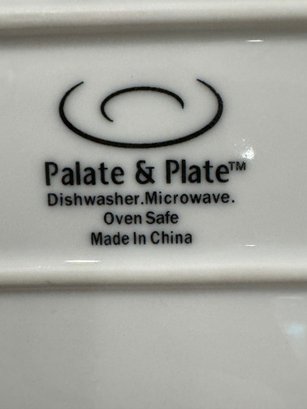 Palate & Plate™
Dishwasher.Microwave.
Oven Safe
Made In China